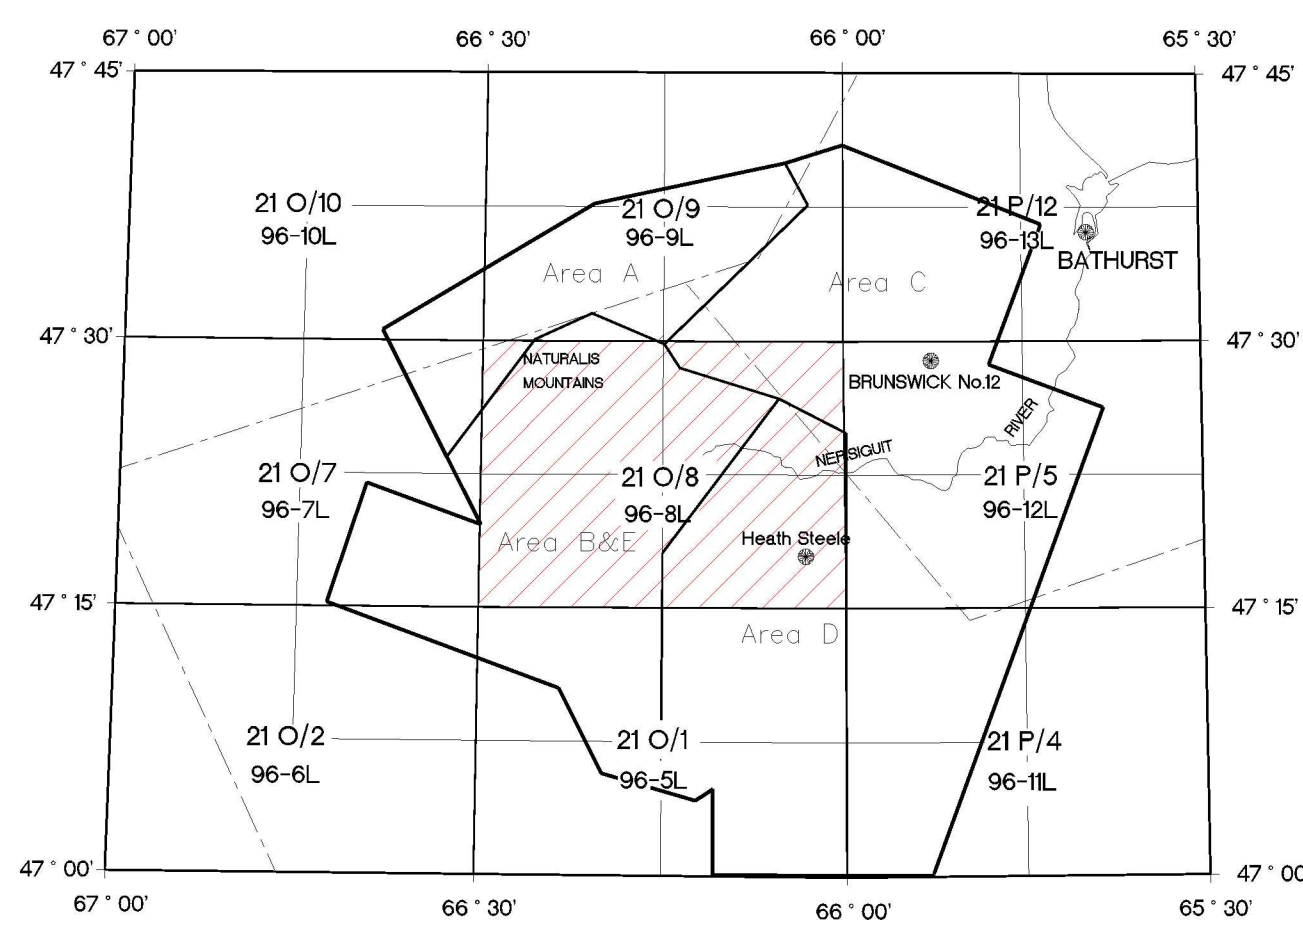 67 ° 00'
66 ° 30'
66 ° 00'
65 ° 30'
47 ° 45'
47 ° 45'
21 O/10
96-10L
21 O/9
96-9L
21 P/12
96-13L
BATHURST
Area A
Area C
47 ° 30'
47 ° 30'
NATURALIS
MOUNTAINS
BRUNSWICK No.12
RIVER
NEPISIGUIT
21 O/7
96-7L
21 O/8
96-8L
21 P/5
96-12L
Area B&E
Heath Steele
47 ° 15'
47 ° 15'
Area D
21 O/2
96-6L
21 O/1
96-5L
21 P/4
96-11L
47 ° 00'
47 ° 00
67 ° 00'
66 ° 30'
66 ° 00'
65 ° 30'